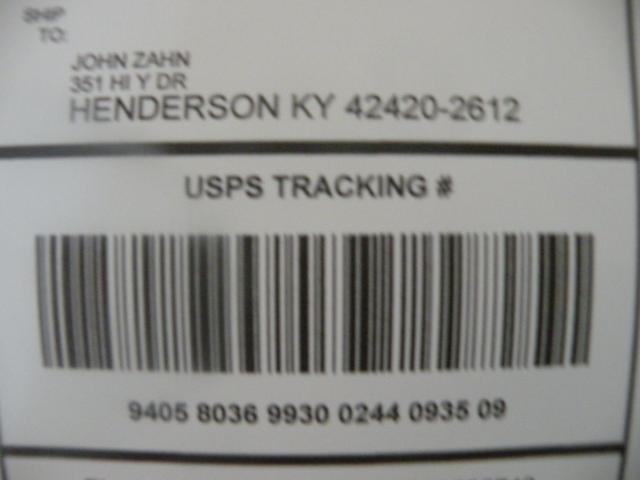 SHIP
TO:
JOHN ZAHN
351 HI Y DR
HENDERSON KY 42420-2612
USPS TRACKING #
9405 8036 9930 0244 0935 09